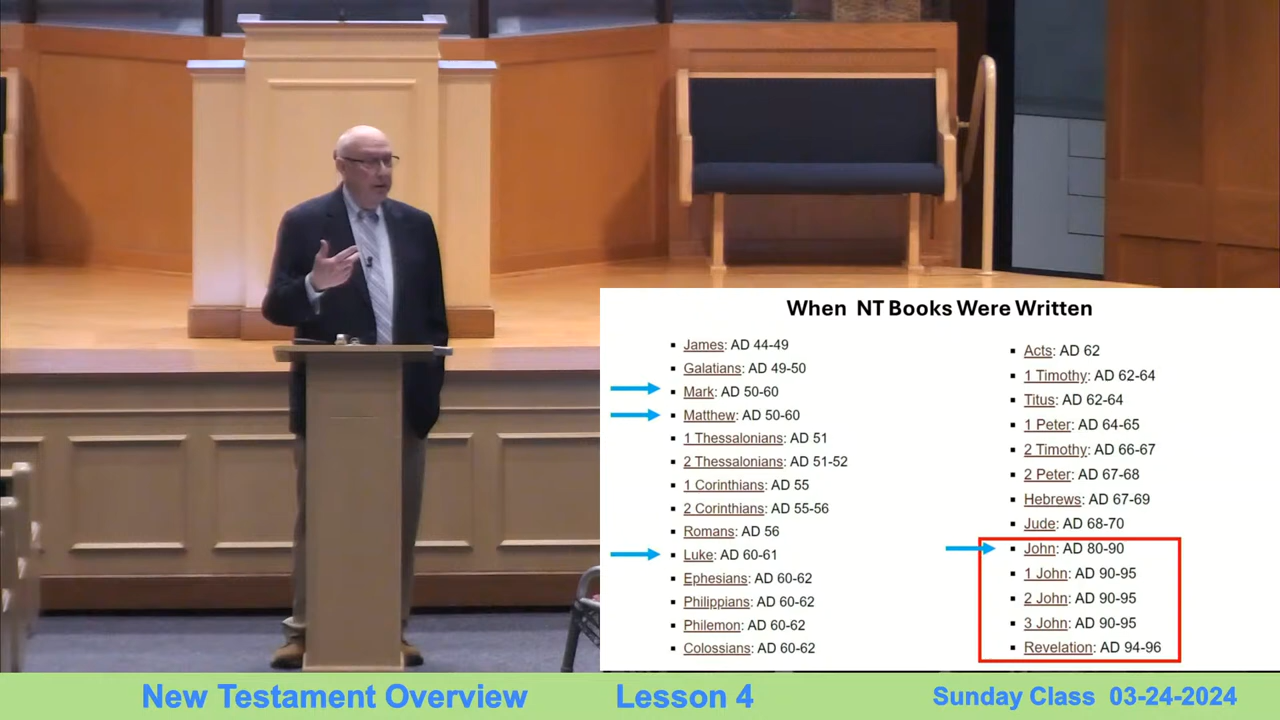 When NT Books Were Written
James: AD 44-49
Galatians: AD 49-50
Mark: AD 50-60
Matthew: AD 50-60
1 Thessalonians: AD 51
2 Thessalonians: AD 51-52
1 Corinthians: AD 55
2 Corinthians: AD 55-56
Romans: AD 56
Luke: AD 60-61
Ephesians: AD 60-62
Philippians: AD 60-62
Philemon: AD 60-62
Colossians: AD 60-62
Acts: AD 62
1 Timothy: AD 62-64
Titus: AD 62-64
1 Peter: AD 64-65
2 Timothy: AD 66-67
2 Peter: AD 67-68
Hebrews: AD 67-69
Jude: AD 68-70
John: AD 80-90
1 John: AD 90-95
2 John: AD 90-95
3 John: AD 90-95
Revelation: AD 94-96
New Testament Overview Lesson 4 Sunday Class 03-24-2024